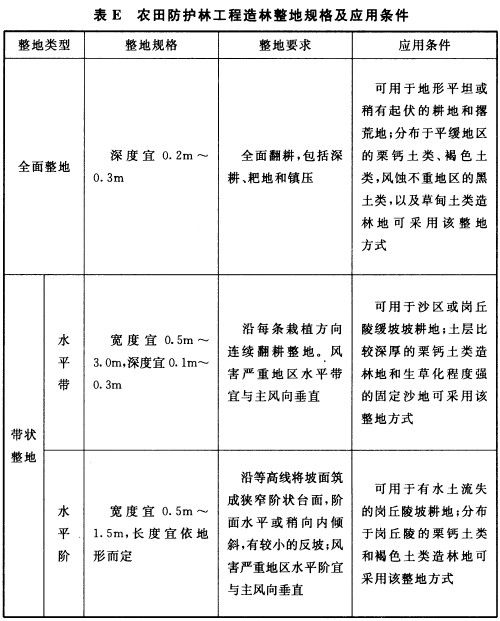 表 E 农田防护林工程造林整地规格及应用条件
整地类型
整地规格
整地要求
应用条件
全面整地
深度宜 0.2m～
0.3m
全面翻耕,包括深
耕、耙地和镇压
可用于地形平坦或
稍有起伏的耕地和撂
荒地;分布于平缓地区
的栗钙土类、褐色土
类,风蚀不重地区的黑
土类,以及草甸土类造
林地可采用该整地
方式
带状
整地
水
平
带
宽度宜 0.5m～
3.0m,深度宜 0.1m～
0.3m
沿每条栽植方向
连续翻耕整地。风
害严重地区水平带
宜与主风向垂直
可用于沙区或岗丘
陵缓坡坡耕地;土层比
较深厚的栗钙土类造
林地和生草化程度强
的固定沙地可采用该
整地方式
水
平
阶
宽度宜 0.5m～
1.5m,长度宜依地
形而定
沿等高线将坡面筑
成狭窄阶状台面,阶
面水平或稍向内倾
斜,有较小的反坡;风
害严重地区水平阶宜
与主风向垂直
可用于有水土流失
的岗丘陵坡耕地;分布
于岗丘陵的栗钙土类
和褐色土类造林地可
采用该整地方式